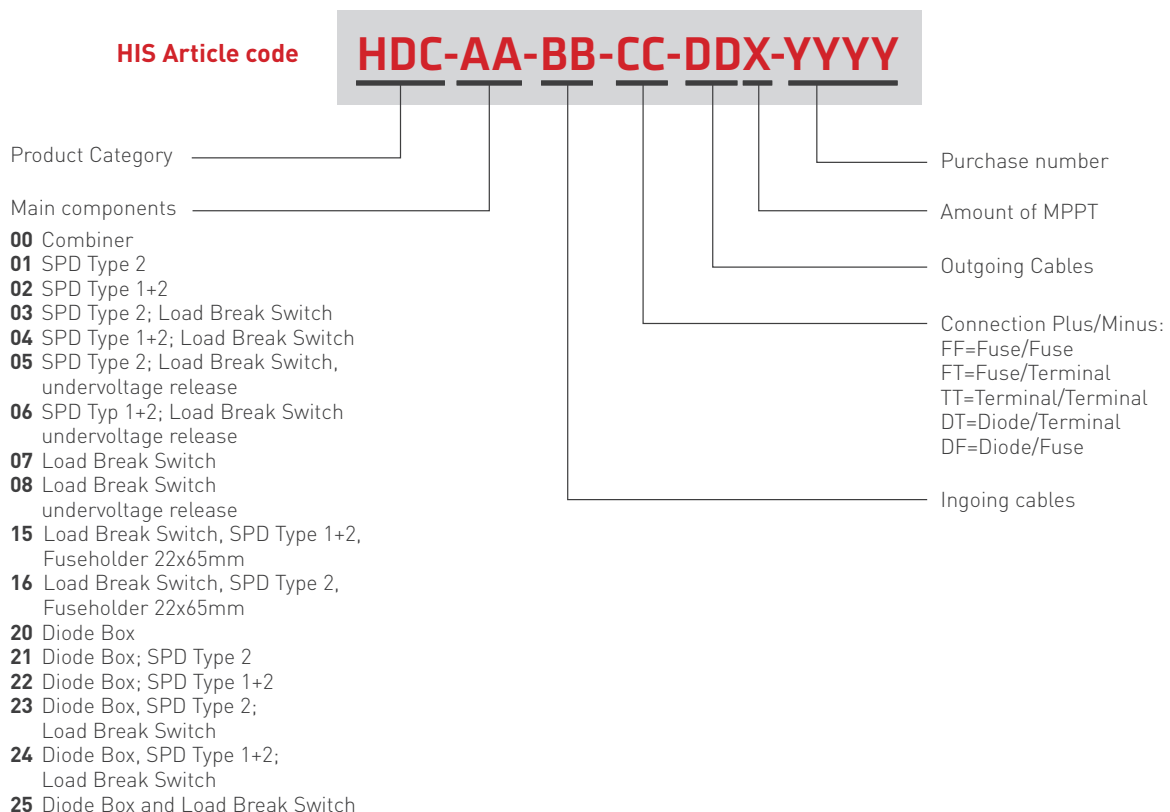 HIS Article code
HDC-AA-BB-CC-DDX-YYYY
Product Category
Main components
00 Combiner
01 SPD Type 2
02 SPD Type 1+2
03 SPD Type 2; Load Break Switch
04 SPD Type 1+2; Load Break Switch
05 SPD Type 2; Load Break Switch,
undervoltage release
06 SPD Typ 1+2; Load Break Switch
undervoltage release
07 Load Break Switch
08 Load Break Switch
undervoltage release
15 Load Break Switch, SPD Type 1+2,
Fuseholder 22x65mm
16 Load Break Switch, SPD Type 2,
Fuseholder 22x65mm
20 Diode Box
21 Diode Box; SPD Type 2
22 Diode Box; SPD Type 1+2
23 Diode Box, SPD Type 2;
Load Break Switch
24 Diode Box, SPD Type 1+2;
Load Break Switch
25 Diode Box and Load Break Switch
Purchase number
Amount of MPPT
Outgoing Cables
Connection Plus/Minus:
FF=Fuse/Fuse
FT=Fuse/Terminal
TT=Terminal/Terminal
DT=Diode/Terminal
DF=Diode/Fuse
Ingoing cables